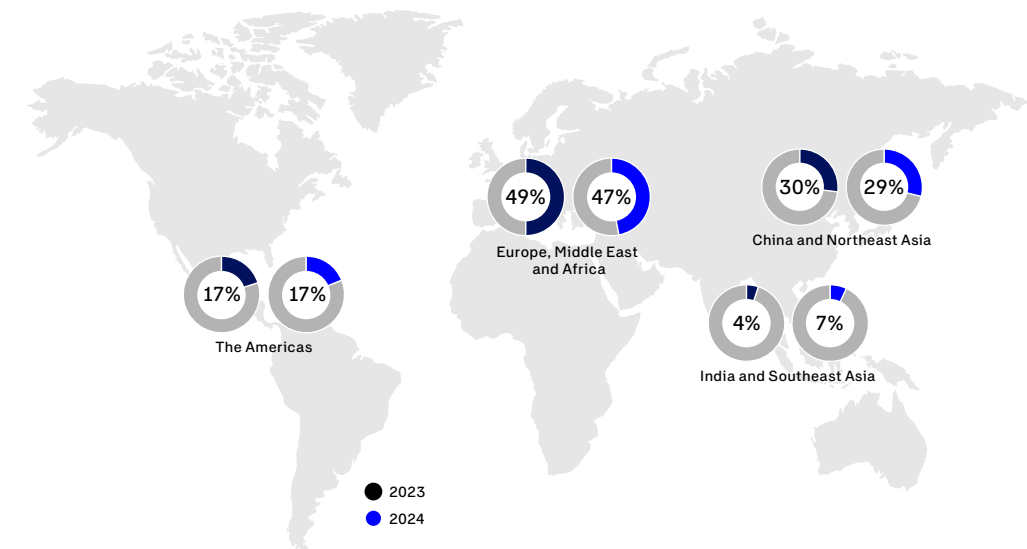 49%
47%
Europe, Middle East
and Africa
30%
29%
China and Northeast Asia
17%
17%
The Americas
4%
7%
India and Southeast Asia
2023
2024